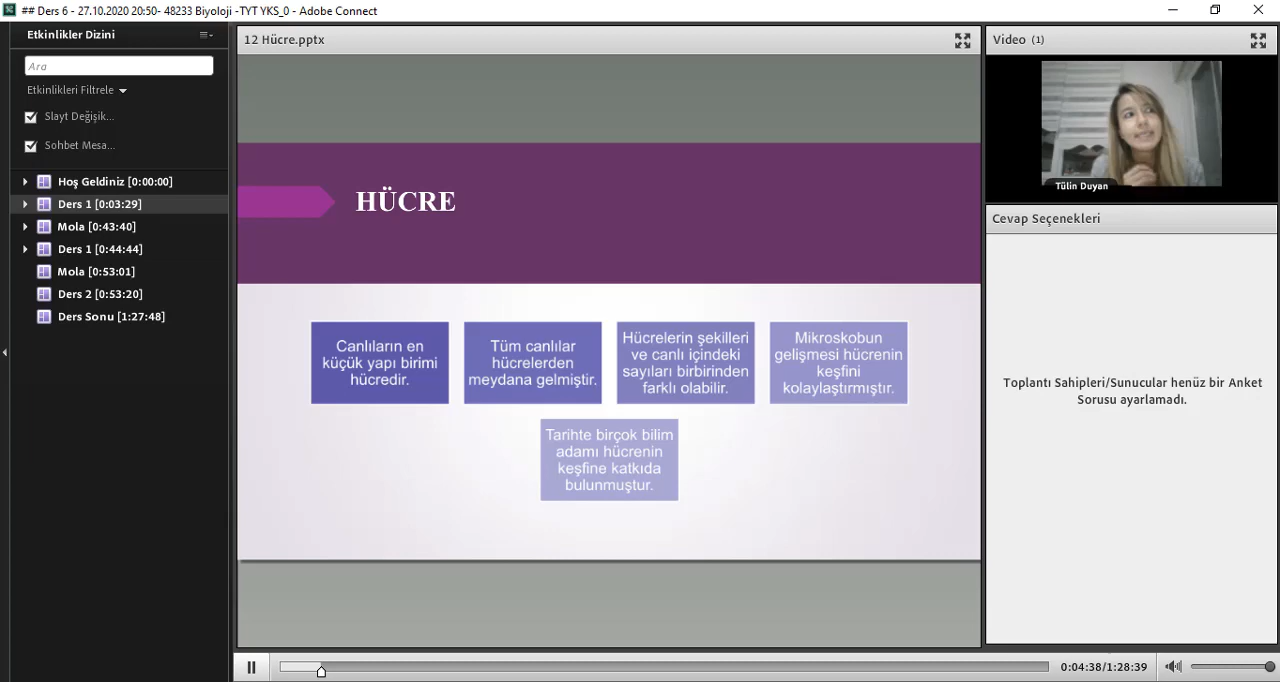 ## Ders 6 - 27.10.2020 20:50- 48233 Biyoloji -TYT YKS_0 - Adobe Connect
Etkinlikler Dizini
Ara
Etkinlikleri Filtrele
Slayt Değişik...
Sohbet Mesa...
Hoş Geldiniz [0:00:00]
Ders 1 [0:03:29]
Mola [0:43:40]
Ders 1 [0:44:44]
Mola [0:53:01]
Ders 2 [0:53:20]
Ders Sonu [1:27:48]
12 Hücre.pptx
HÜCRE
Canlıların en
küçük yapı birimi
hücredir.
Tüm canlılar
hücrelerden
meydana gelmiştir.
Hücrelerin şekilleri
ve canlı içindeki
sayıları birbirinden
farklı olabilir.
Mikroskobun
gelişmesi hücrenin
keşfini
kolaylaştırmıştır.
Tarihte birçok bilim
adamı hücrenin
keşfine katkıda
bulunmuştur.
Video (1)
Tülin Duyan
Cevap Seçenekleri
Toplantı Sahipleri/Sunucular henüz bir Anket
Sorusu ayarlamadı.
0:04:38/1:28:39